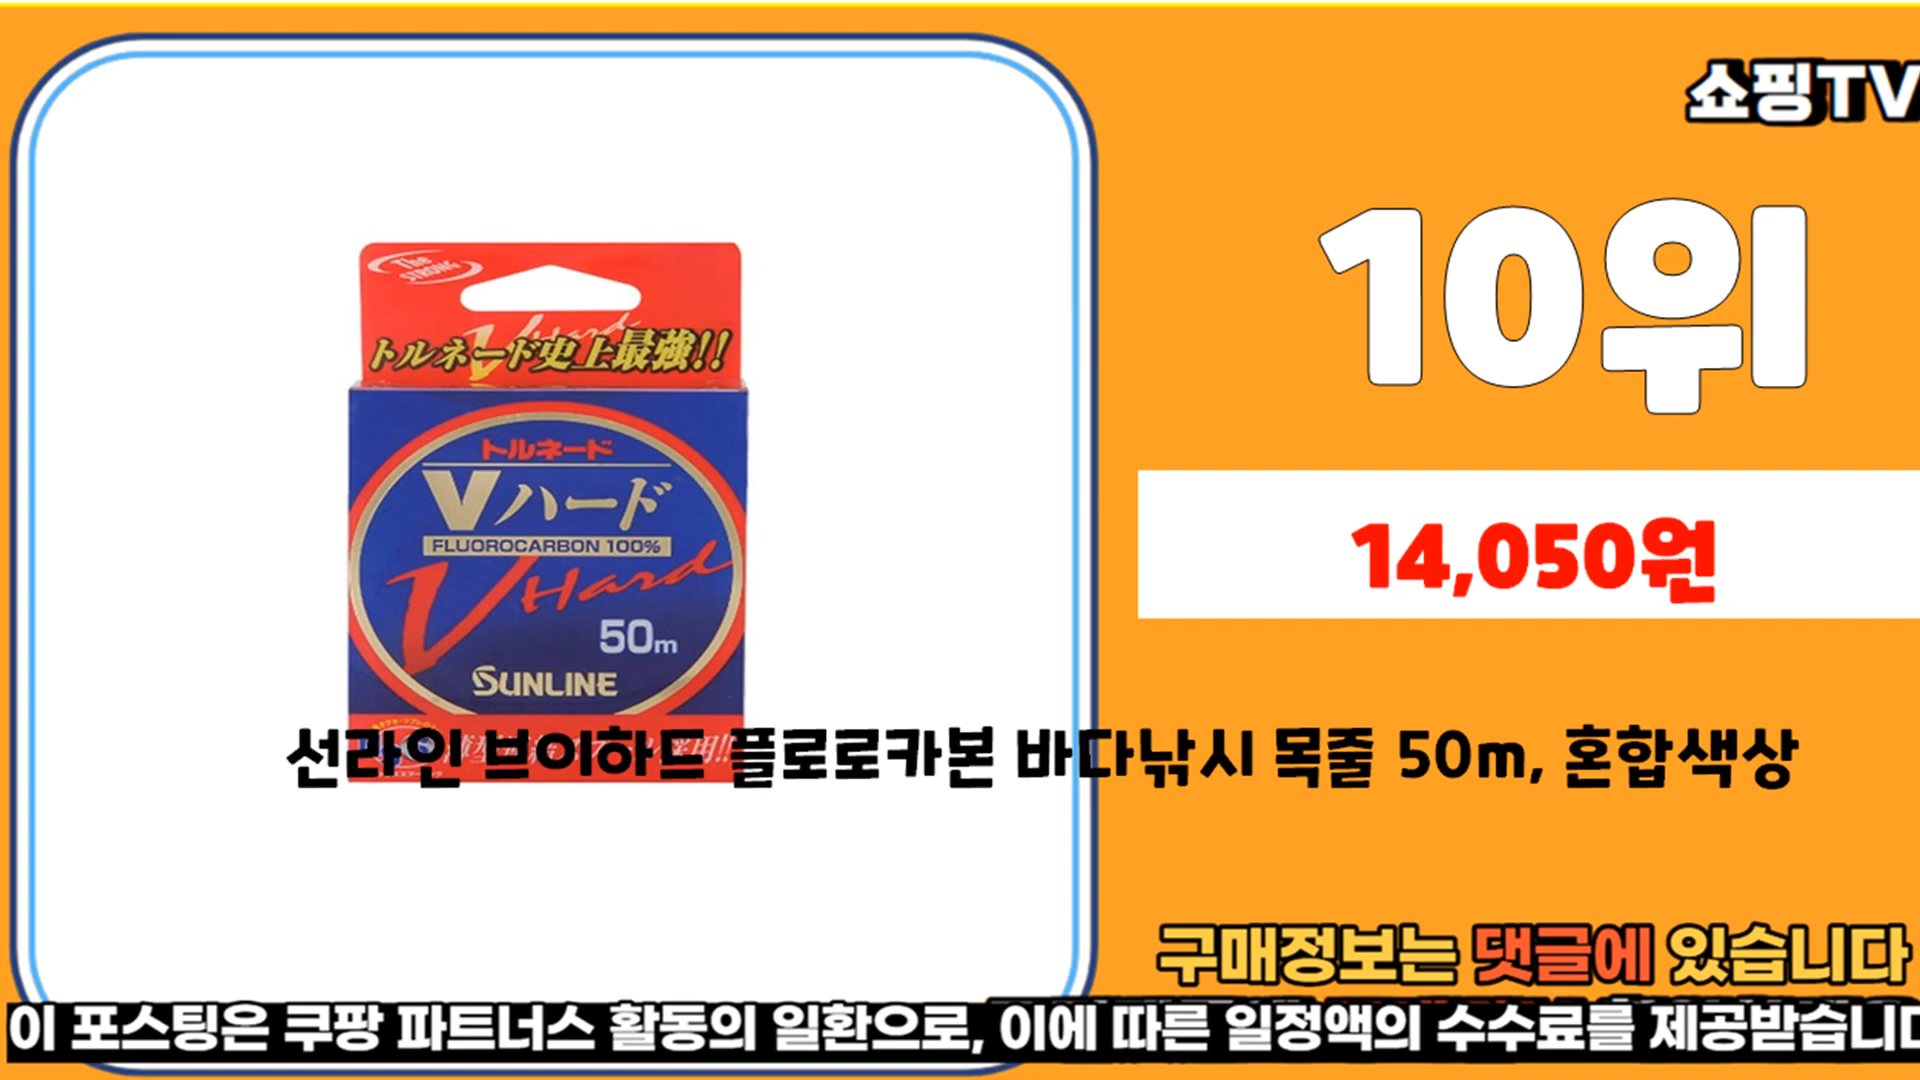 쇼핑TV
10위
14,050원
The
STRONG
V Hard
トルネード史上最強!!
トルネード
Vハード
FLUOROCARBON 100%
V Hard
50m
SUNLINE
선라인 브이하드 플로로카본 바다낚시 목줄 50m, 혼합색상
구매정보는 댓글에 있습니다
이 포스팅은 쿠팡 파트너스 활동의 일환으로, 이에 따른 일정액의 수수료를 제공받습니다